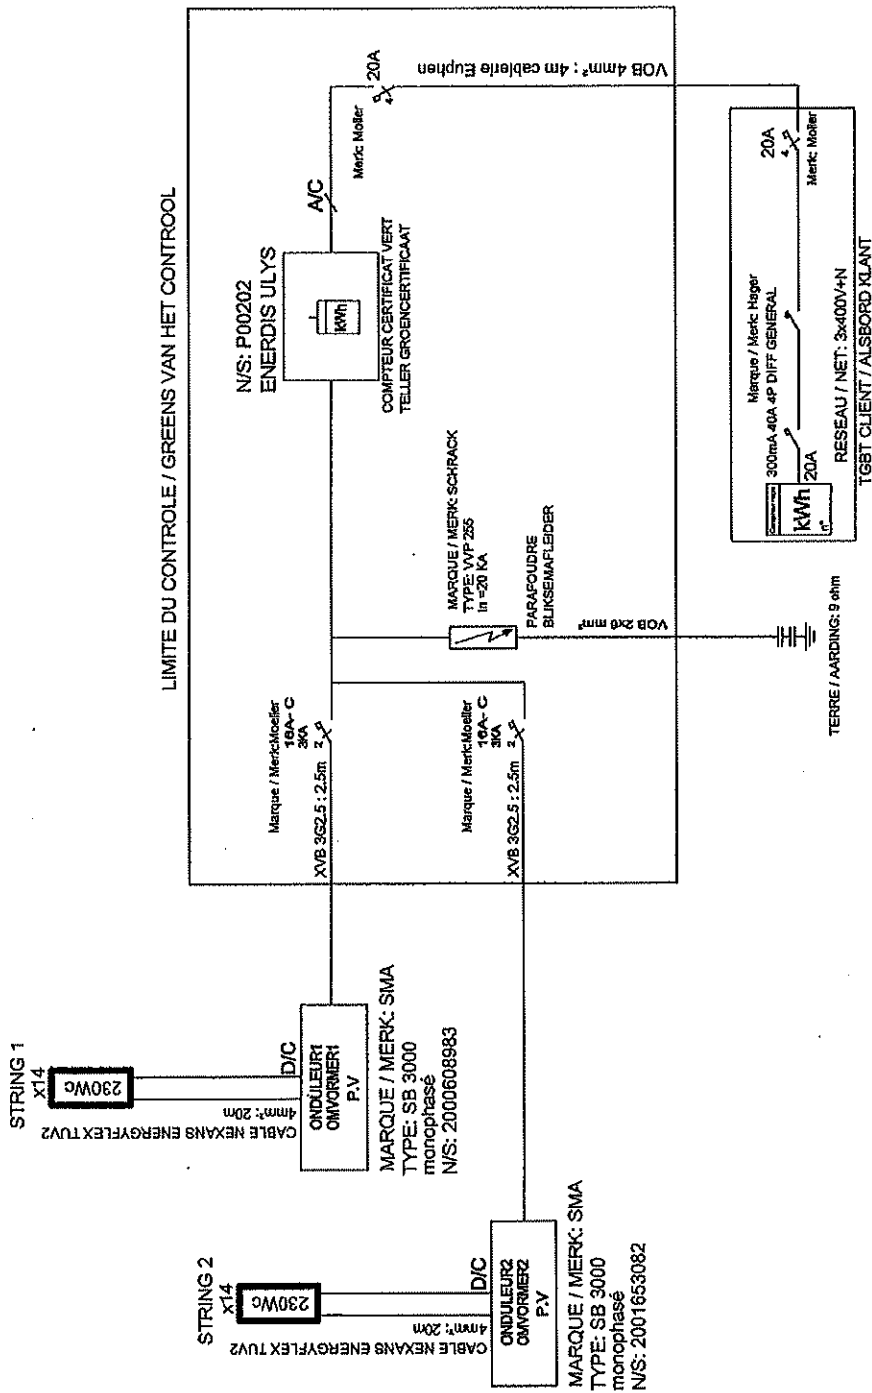 LIMITE DU CONTROLE / GREENS VAN HET CONTROOL
STRING 1
x14
230Wc
CABLE NEXANS ENERGYFLEX TUV2
4mm²: 20m
D/C
ONDULEUR1
OMVORMER1
P.V
MARQUE / MERK: SMA
TYPE: SB 3000
monophasé
N/S: 2000608983
STRING 2
x14
230Wc
CABLE NEXANS ENERGYFLEX TUV2
4mm²: 20m
D/C
ONDULEUR2
OMVORMER2
P.V
MARQUE / MERK: SMA
TYPE: SB 3000
monophasé
N/S: 2001653082
Marque / Merk:Moeller
16A- C
3KA
2
XVB 3G2.5 : 2.5m
Marque / Merk:Moeller
16A- C
3KA
2
XVB 3G2.5 : 2.5m
MARQUE / MERK: SCHRACK
TYPE: VVP 255
In =20 KA
PARAFOUDRE
BLIKSEMAFLEIDER
VOB 2x6 mm²
TERRE / AARDING: 9 ohm
N/S: P00202
ENERDIS ULYS
kWh
COMPTEUR CERTIFICAT VERT
TELLER GROENCERTIFICAAT
A/C
20A
4
Merk: Moller
VOB 4mm² : 4m cablerie Eupen
20A
4
Merk: Moller
Marque / Merk: Hager
300mA 40A 4P DIFF GENERAL
kWh
n°
20A
RESEAU / NET: 3x400V+N
TGBT CLIENT / ALSBORD KLANT